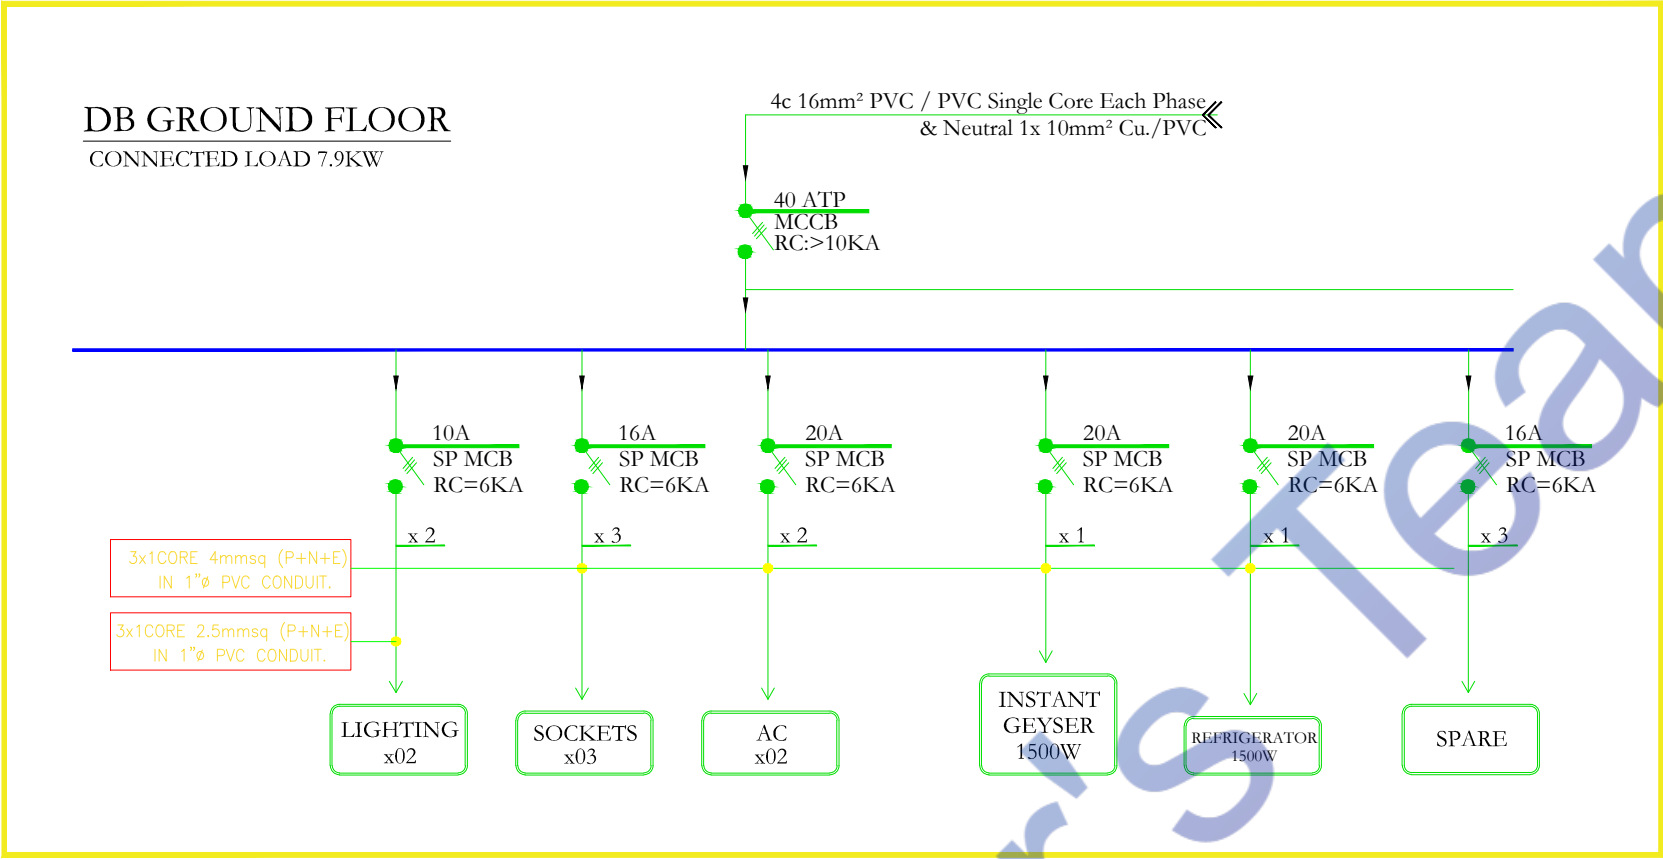 DB GROUND FLOOR
CONNECTED LOAD 7.9KW
4c 16mm² PVC / PVC Single Core Each Phase
& Neutral 1x 10mm² Cu./PVC
40 ATP
MCCB
RC:>10KA
10A
SP MCB
RC=6KA
x 2
16A
SP MCB
RC=6KA
x 3
20A
SP MCB
RC=6KA
x 2
20A
SP MCB
RC=6KA
x 1
20A
SP MCB
RC=6KA
x 1
16A
SP MCB
RC=6KA
x 3
3x1CORE 4mmsq (P+N+E)
IN 1"ø PVC CONDUIT.
3x1CORE 2.5mmsq (P+N+E)
IN 1"ø PVC CONDUIT.
LIGHTING
x02
SOCKETS
x03
AC
x02
INSTANT
GEYSER
1500W
REFRIGERATOR
1500W
SPARE